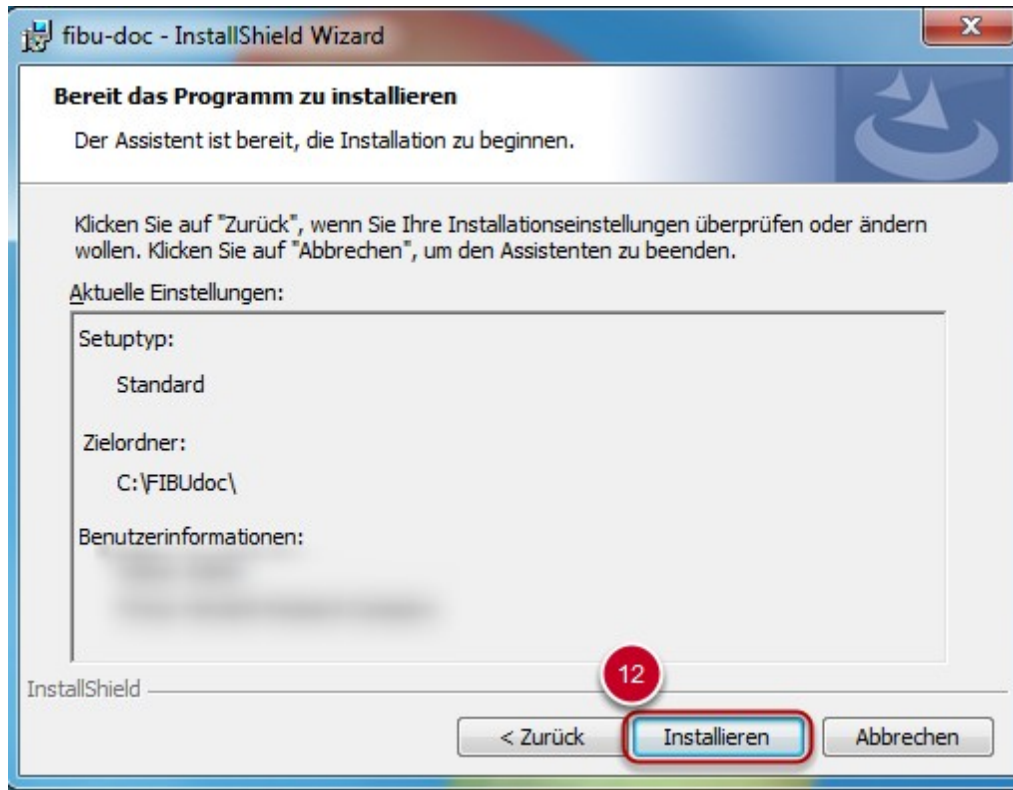 fibu-doc - InstallShield Wizard
Bereit das Programm zu installieren
Der Assistent ist bereit, die Installation zu beginnen.
Klicken Sie auf "Zurück", wenn Sie Ihre Installationseinstellungen überprüfen oder ändern
wollen. Klicken Sie auf "Abbrechen", um den Assistenten zu beenden.
Aktuelle Einstellungen:
Setuptyp:
Standard
Zielordner:
C:\FIBUdoc\
Benutzerinformationen:
12
InstallShield
< Zurück Installieren Abbrechen